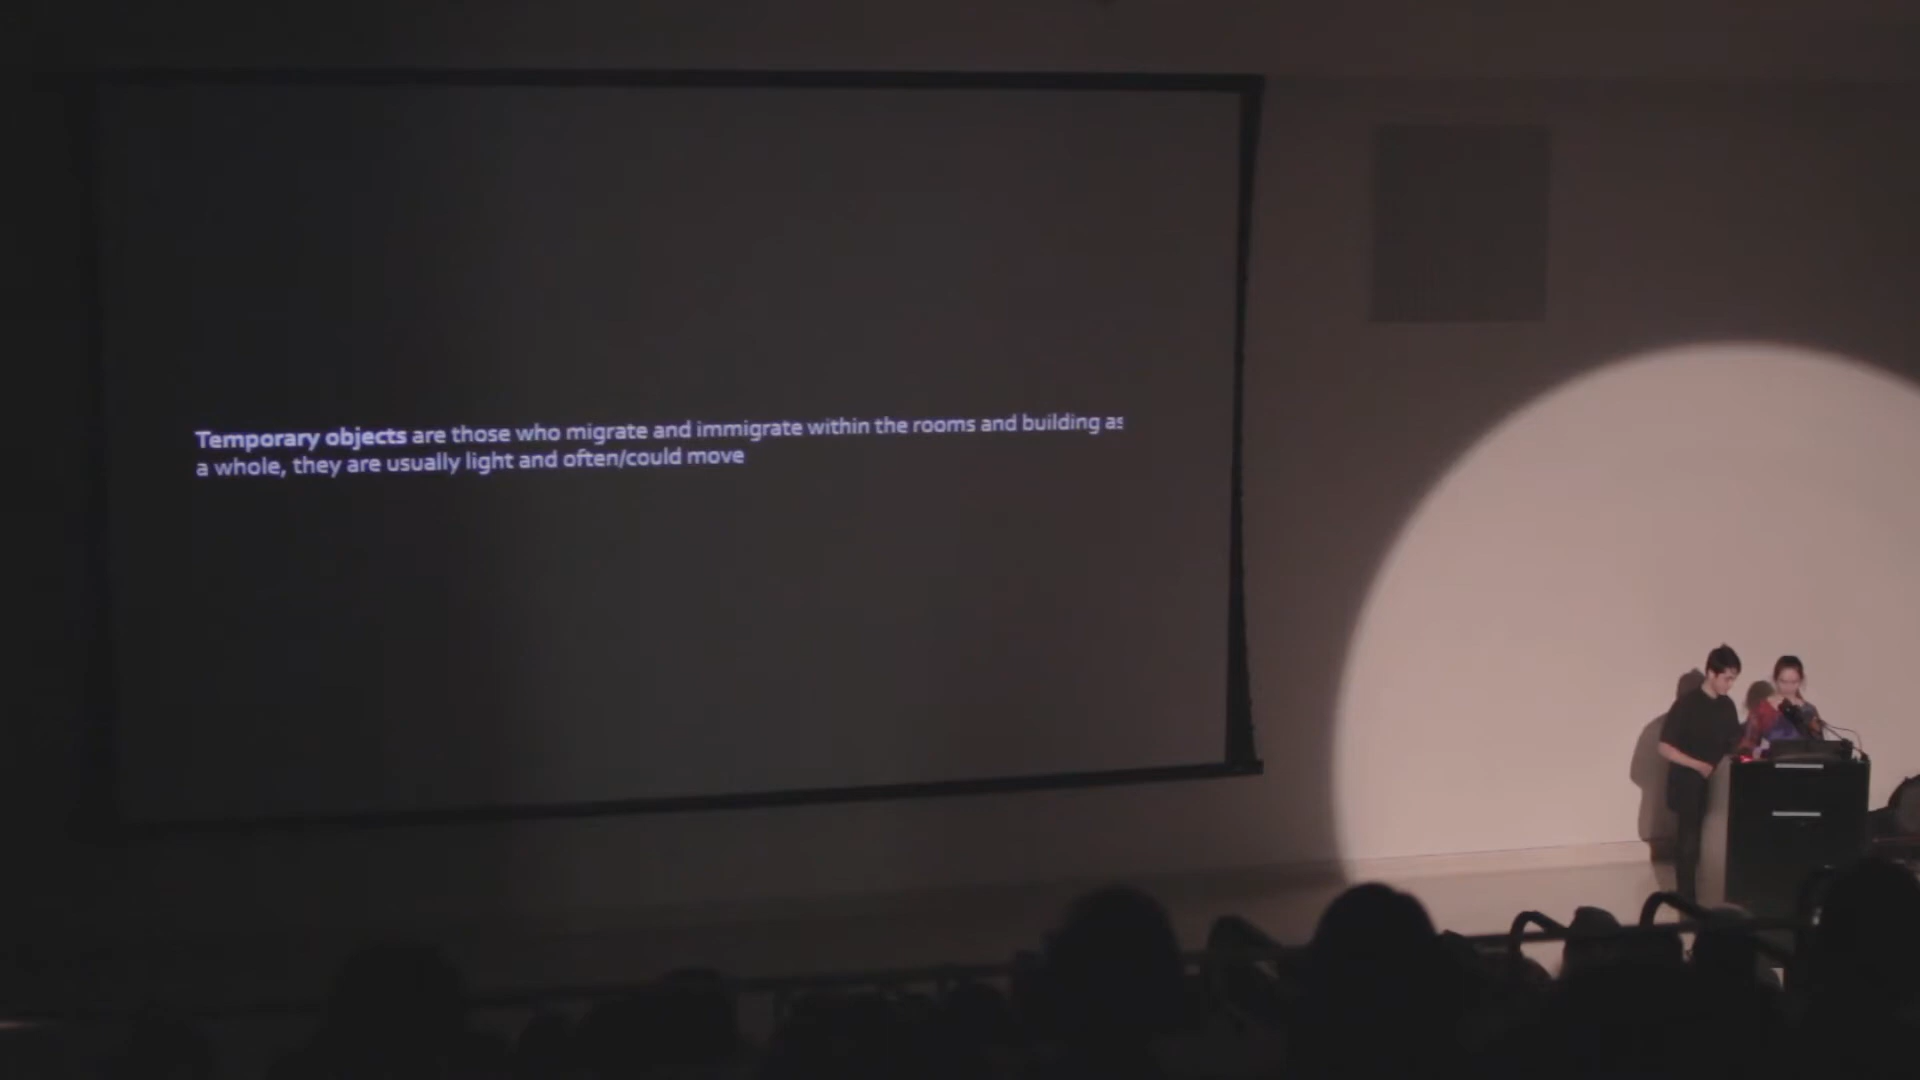 Temporary objects are those who migrate and immigrate within the rooms and building as
a whole, they are usually light and often/could move